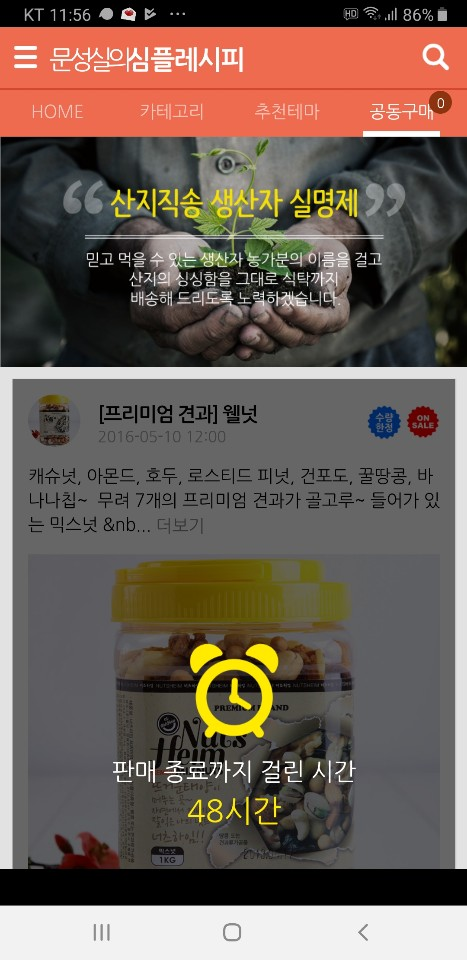 KT 11:56
HD 86%
문성실의심플레시피
HOME 카테고리 추천테마 공동구매 0
“ 산지직송 생산자 실명제 ”
믿고 먹을 수 있는 생산자 농가분의 이름을 걸고
산지의 싱싱함을 그대로 식탁까지
배송해 드리도록 노력하겠습니다.
[프리미엄 견과] 웰넛
2016-05-10 12:00
수량
한정
ON
SALE
캐슈넛, 아몬드, 호두, 로스티드 피넛, 건포도, 꿀땅콩, 바
나나칩~ 무려 7개의 프리미엄 견과가 골고루~ 들어가 있
는 믹스넛 &nb... 더보기
PREMIUM BRAND
Nuts
Heim
판매 종료까지 걸린 시간
48시간
믹스넛
1KG